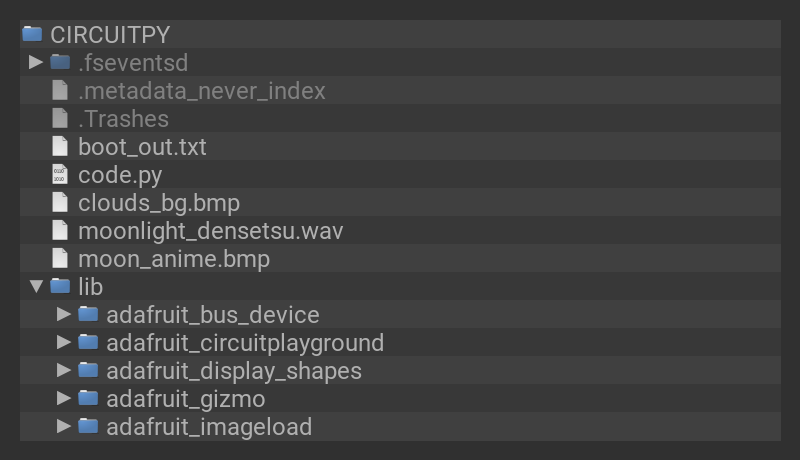 CIRCUITPY
.fseventsd
.metadata_never_index
.Trashes
boot_out.txt
code.py
clouds_bg.bmp
moonlight_densetsu.wav
moon_anime.bmp
lib
adafruit_bus_device
adafruit_circuitplayground
adafruit_display_shapes
adafruit_gizmo
adafruit_imageload